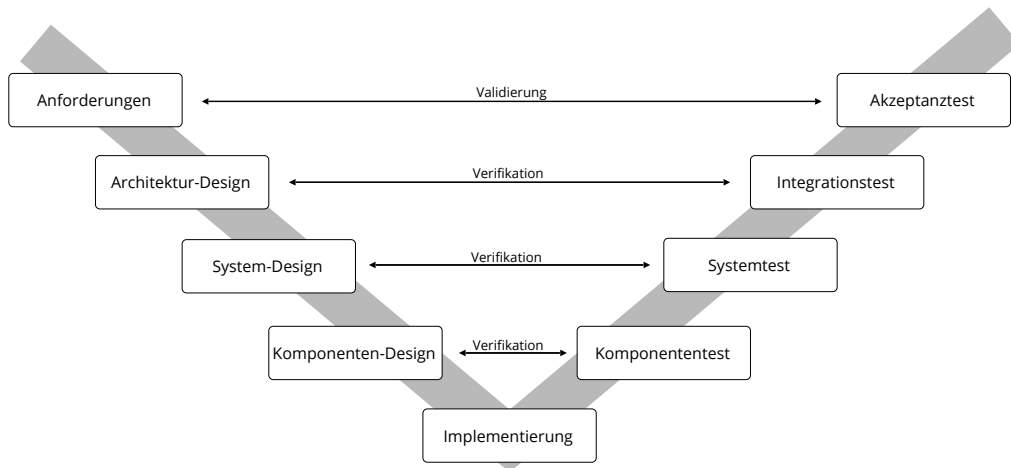 Anforderungen
Validierung
Akzeptanztest
Architektur-Design
Verifikation
Integrationstest
System-Design
Verifikation
Systemtest
Komponenten-Design
Verifikation
Komponententest
Implementierung